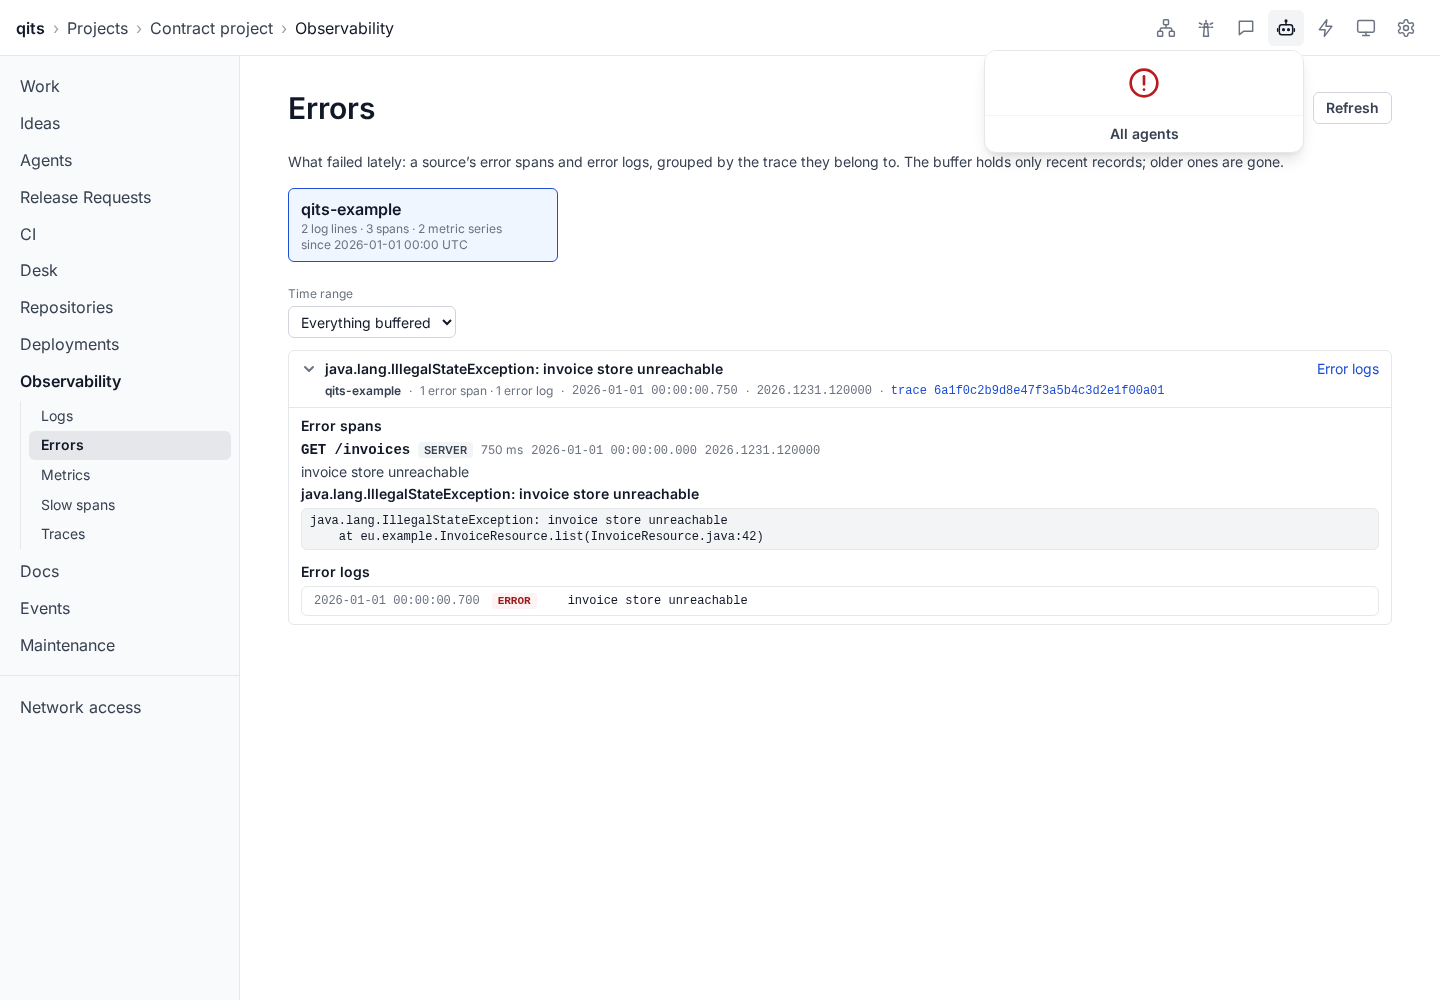 qits › Projects › Contract project › Observability
Work
Ideas
Agents
Release Requests
CI
Desk
Repositories
Deployments
Observability
Logs
Errors
Metrics
Slow spans
Traces
Docs
Events
Maintenance
Network access
All agents
Errors
Refresh
What failed lately: a source’s error spans and error logs, grouped by the trace they belong to. The buffer holds only recent records; older ones are gone.
qits-example
2 log lines · 3 spans · 2 metric series
since 2026-01-01 00:00 UTC
Time range
Everything buffered
java.lang.IllegalStateException: invoice store unreachable
Error logs
qits-example · 1 error span · 1 error log · 2026-01-01 00:00:00.750 · 2026.1231.120000 · trace 6a1f0c2b9d8e47f3a5b4c3d2e1f00a01
Error spans
GET /invoices SERVER 750 ms 2026-01-01 00:00:00.000 2026.1231.120000
invoice store unreachable
java.lang.IllegalStateException: invoice store unreachable
java.lang.IllegalStateException: invoice store unreachable
at eu.example.InvoiceResource.list(InvoiceResource.java:42)
Error logs
2026-01-01 00:00:00.700 ERROR invoice store unreachable